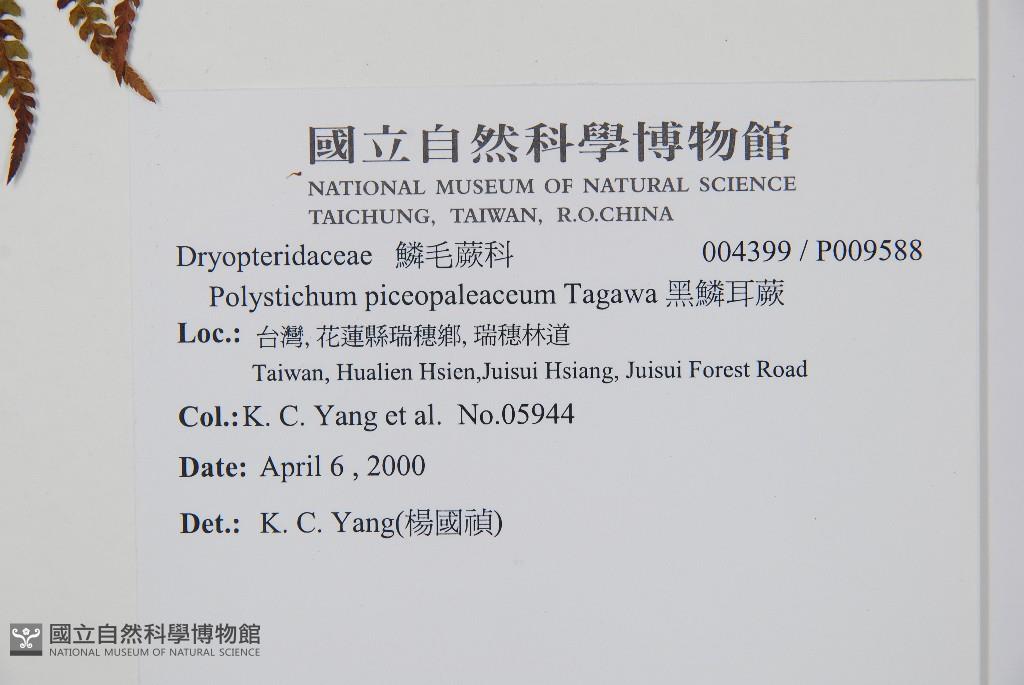 國立自然科學博物館
NATIONAL MUSEUM OF NATURAL SCIENCE
TAICHUNG, TAIWAN, R.O.CHINA
Dryopteridaceae 鱗毛蕨科 004399 / P009588
Polystichum piceopaleaceum Tagawa 黑鱗耳蕨
Loc.: 台灣, 花蓮縣瑞穗鄉, 瑞穗林道
Taiwan, Hualien Hsien,Juisui Hsiang, Juisui Forest Road
Col.:K. C. Yang et al. No.05944
Date: April 6 , 2000
Det.: K. C. Yang(楊國禎)
國立自然科學博物館
NATIONAL MUSEUM OF NATURAL SCIENCE